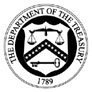 THE DEPARTMENT OF THE TREASURY
1789